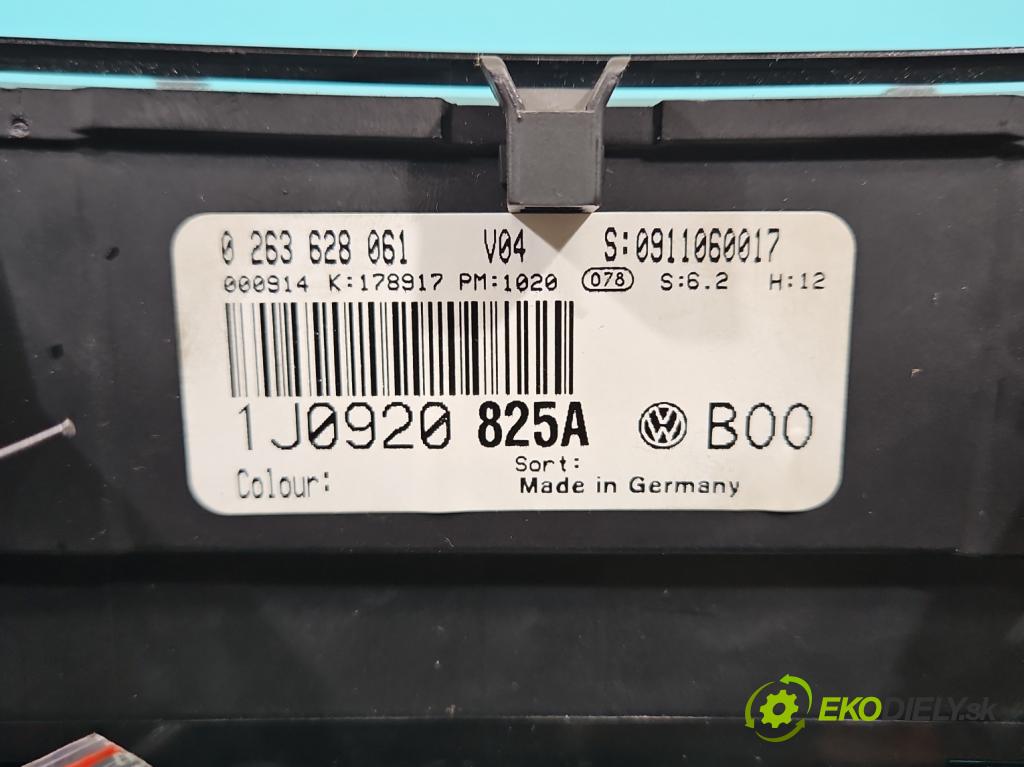 0 263 628 061 V04 S:0911060017
000914 K:178917 PM:1020 078 S:6.2 H:12
1J0920 825A VW B00
Sort:
Colour: Made in Germany
EKODIELY.sk